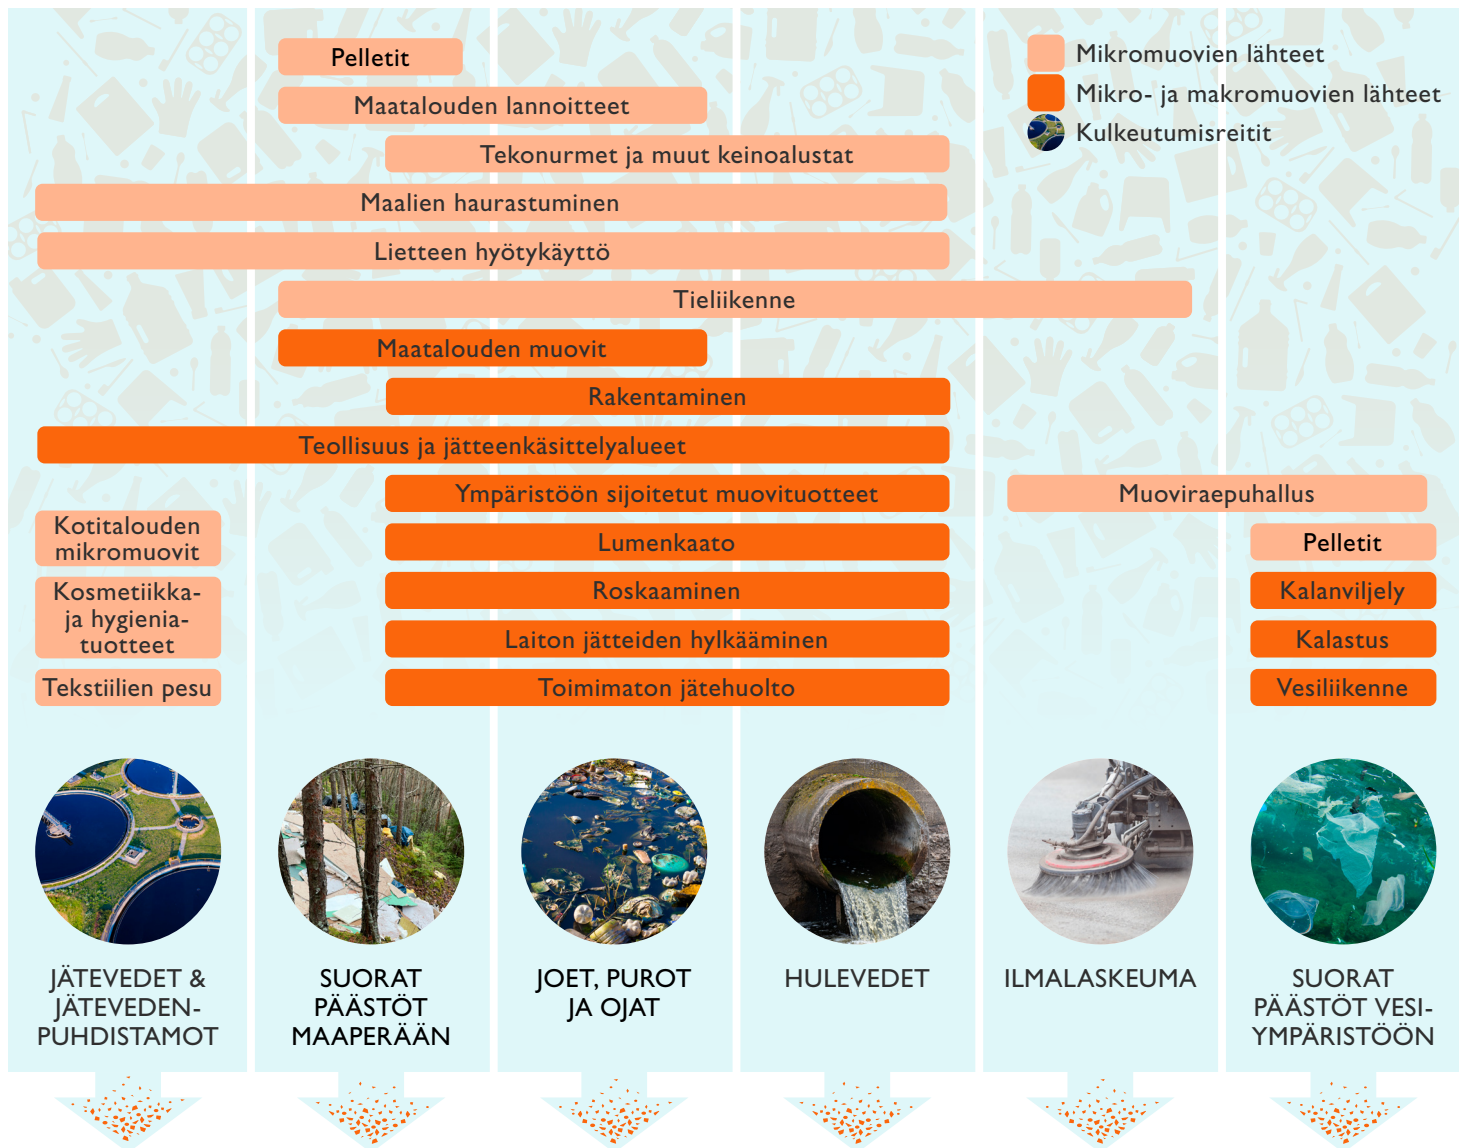 Pelletit
Maatalouden lannoitteet
Tekonurmet ja muut keinoalustat
Maalien haurastuminen
Lietteen hyötykäyttö
Tieliikenne
Maatalouden muovit
Rakentaminen
Teollisuus ja jätteenkäsittelyalueet
Ympäristöön sijoitetut muovituotteet
Lumenkaato
Roskaaminen
Laiton jätteiden hylkääminen
Toimimaton jätehuolto
Mikromuovien lähteet
Mikro- ja makromuovien lähteet
Kulkeutumisreitit
Kotitalouden
mikromuovit
Kosmetiikka-
ja hygienia-
tuotteet
Tekstiilien pesu
Muoviraepuhallus
Pelletit
Kalanviljely
Kalastus
Vesiliikenne
JÄTEVEDET &
JÄTEVEDEN-
PUHDISTAMOT
SUORAT
PÄÄSTÖT
MAAPERÄÄN
JOET, PUROT
JA OJAT
HULEVEDET
ILMALASKEUMA
SUORAT
PÄÄSTÖT VESI-
YMPÄRISTÖÖN